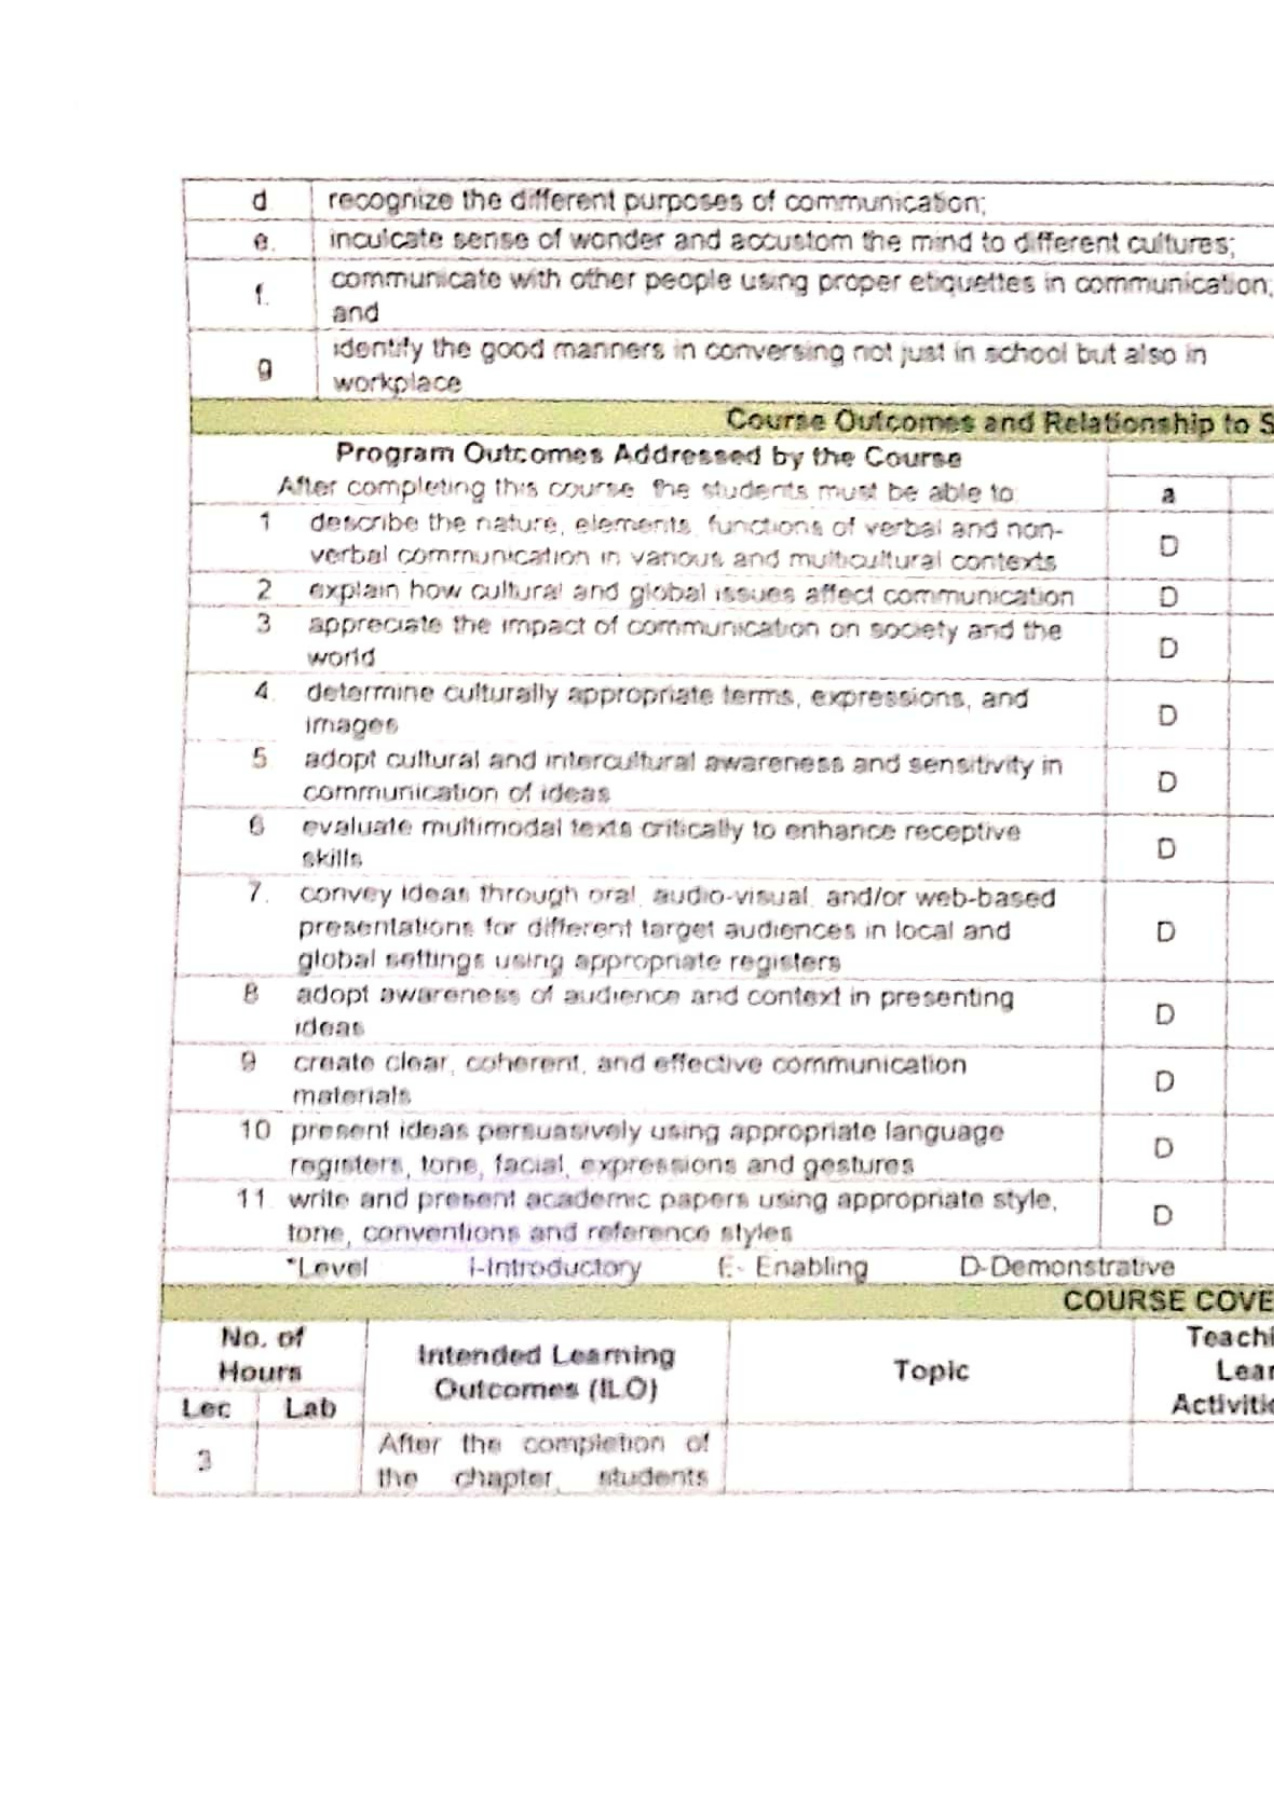 d recognize the different purposes of communication;
e. inculcate sense of wonder and accustom the mind to different cultures;
f. communicate with other people using proper etiquettes in communication;
and
g identify the good manners in conversing not just in school but also in
workplace
Course Outcomes and Relationship to S
Program Outcomes Addressed by the Course
After completing this course, the students must be able to:
a
1 describe the nature, elements, functions of verbal and non-
verbal communication in various and multicultural contexts
D
2 explain how cultural and global issues affect communication D
3 appreciate the impact of communication on society and the
world
D
4. determine culturally appropriate terms, expressions, and
images
D
5 adopt cultural and intercultural awareness and sensitivity in
communication of ideas
D
6 evaluate multimodal texts critically to enhance receptive
skills
D
7. convey ideas through oral, audio-visual, and/or web-based
presentations for different target audiences in local and
global settings using appropriate registers
D
8 adopt awareness of audience and context in presenting
ideas
D
9 create clear, coherent, and effective communication
materials
D
10 present ideas persuasively using appropriate language
registers, tone, facial, expressions and gestures
D
11. write and present academic papers using appropriate style,
tone, conventions and reference styles
D
*Level I-Introductory E- Enabling D-Demonstrative
COURSE COVE
No. of
Hours
Lec Lab
Intended Learning
Outcomes (ILO)
Topic
Teachi
Lear
Activitie
3
After the completion of
the chapter, students